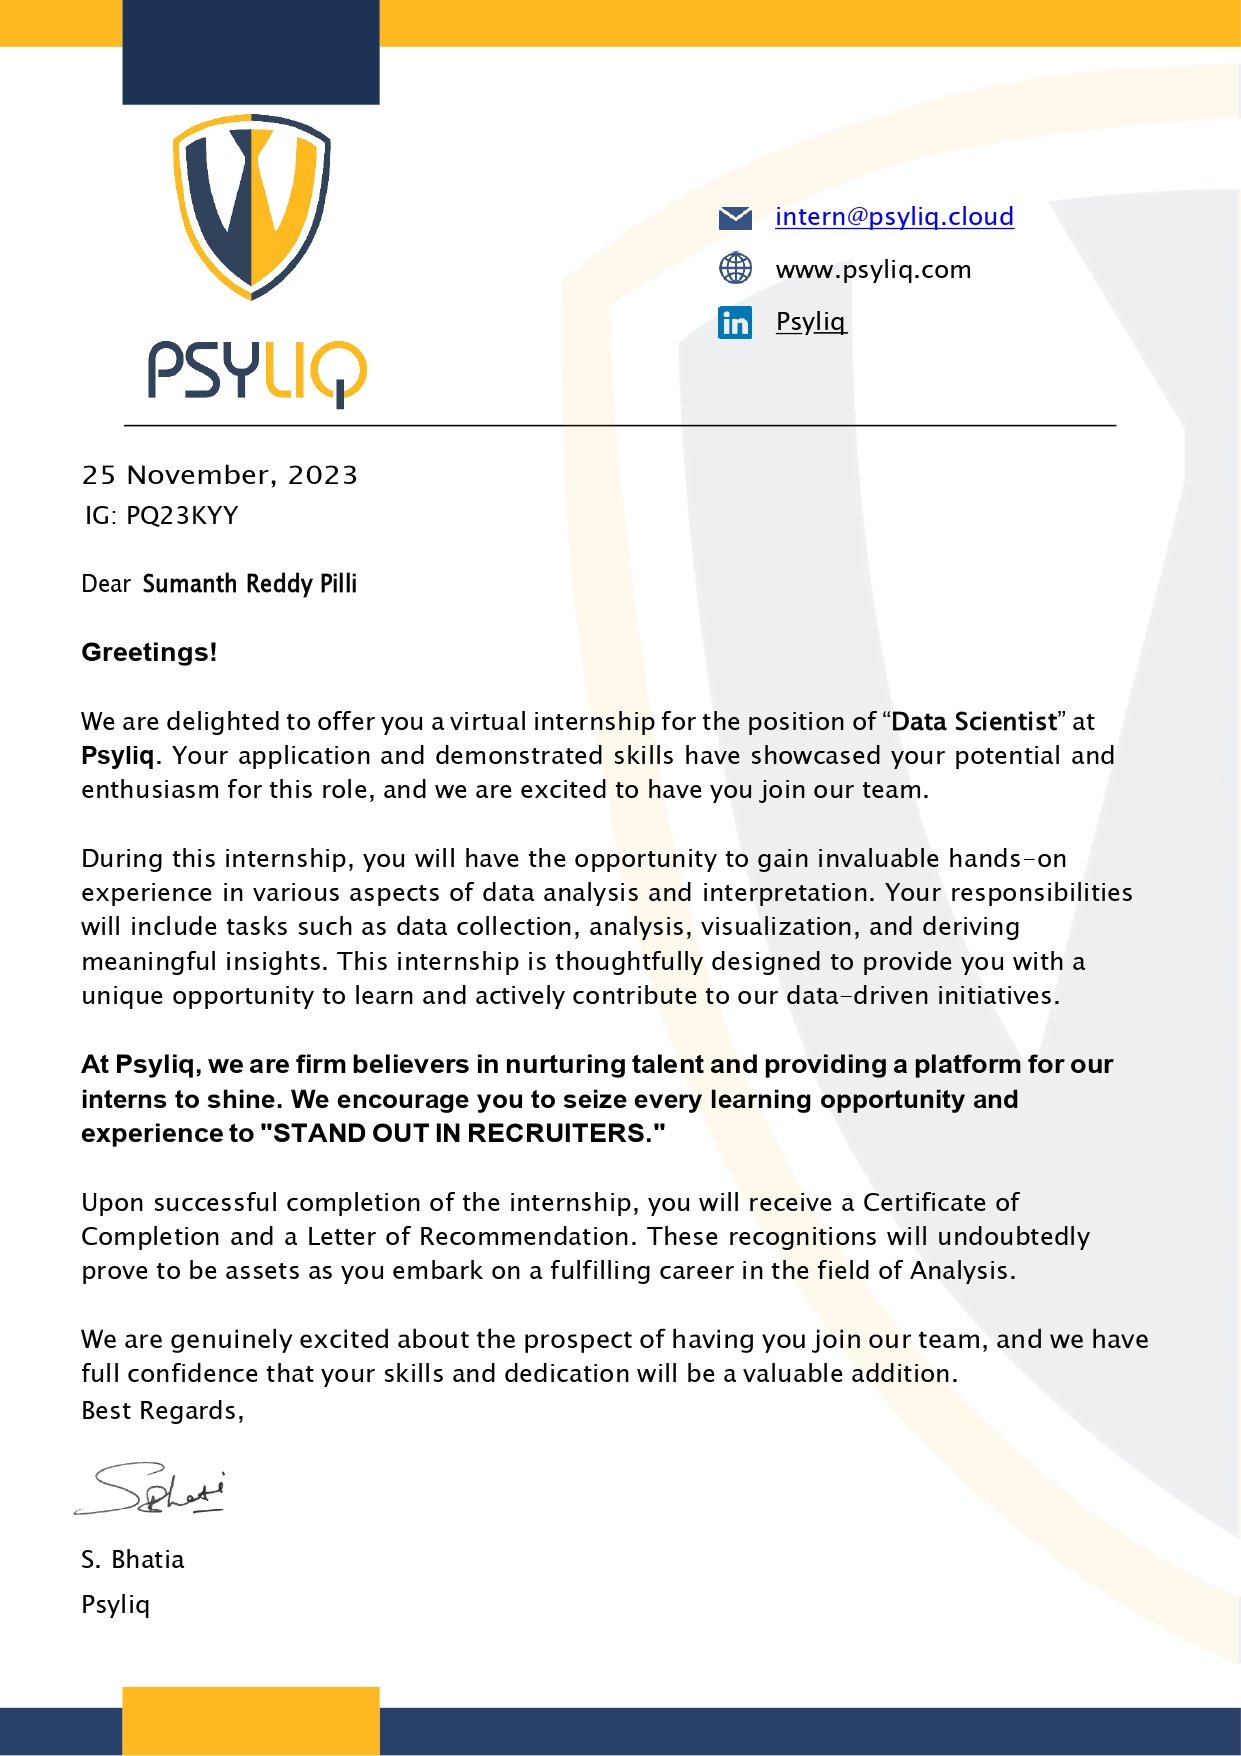 PSYLIQ
intern@psyliq.cloud
www.psyliq.com
in Psyliq
25 November, 2023
IG: PQ23KYY
Dear Sumanth Reddy Pilli
Greetings!
We are delighted to offer you a virtual internship for the position of “Data Scientist” at
Psyliq. Your application and demonstrated skills have showcased your potential and
enthusiasm for this role, and we are excited to have you join our team.
During this internship, you will have the opportunity to gain invaluable hands-on
experience in various aspects of data analysis and interpretation. Your responsibilities
will include tasks such as data collection, analysis, visualization, and deriving
meaningful insights. This internship is thoughtfully designed to provide you with a
unique opportunity to learn and actively contribute to our data-driven initiatives.
At Psyliq, we are firm believers in nurturing talent and providing a platform for our
interns to shine. We encourage you to seize every learning opportunity and
experience to "STAND OUT IN RECRUITERS."
Upon successful completion of the internship, you will receive a Certificate of
Completion and a Letter of Recommendation. These recognitions will undoubtedly
prove to be assets as you embark on a fulfilling career in the field of Analysis.
We are genuinely excited about the prospect of having you join our team, and we have
full confidence that your skills and dedication will be a valuable addition.
Best Regards,
SBhati
S. Bhatia
Psyliq